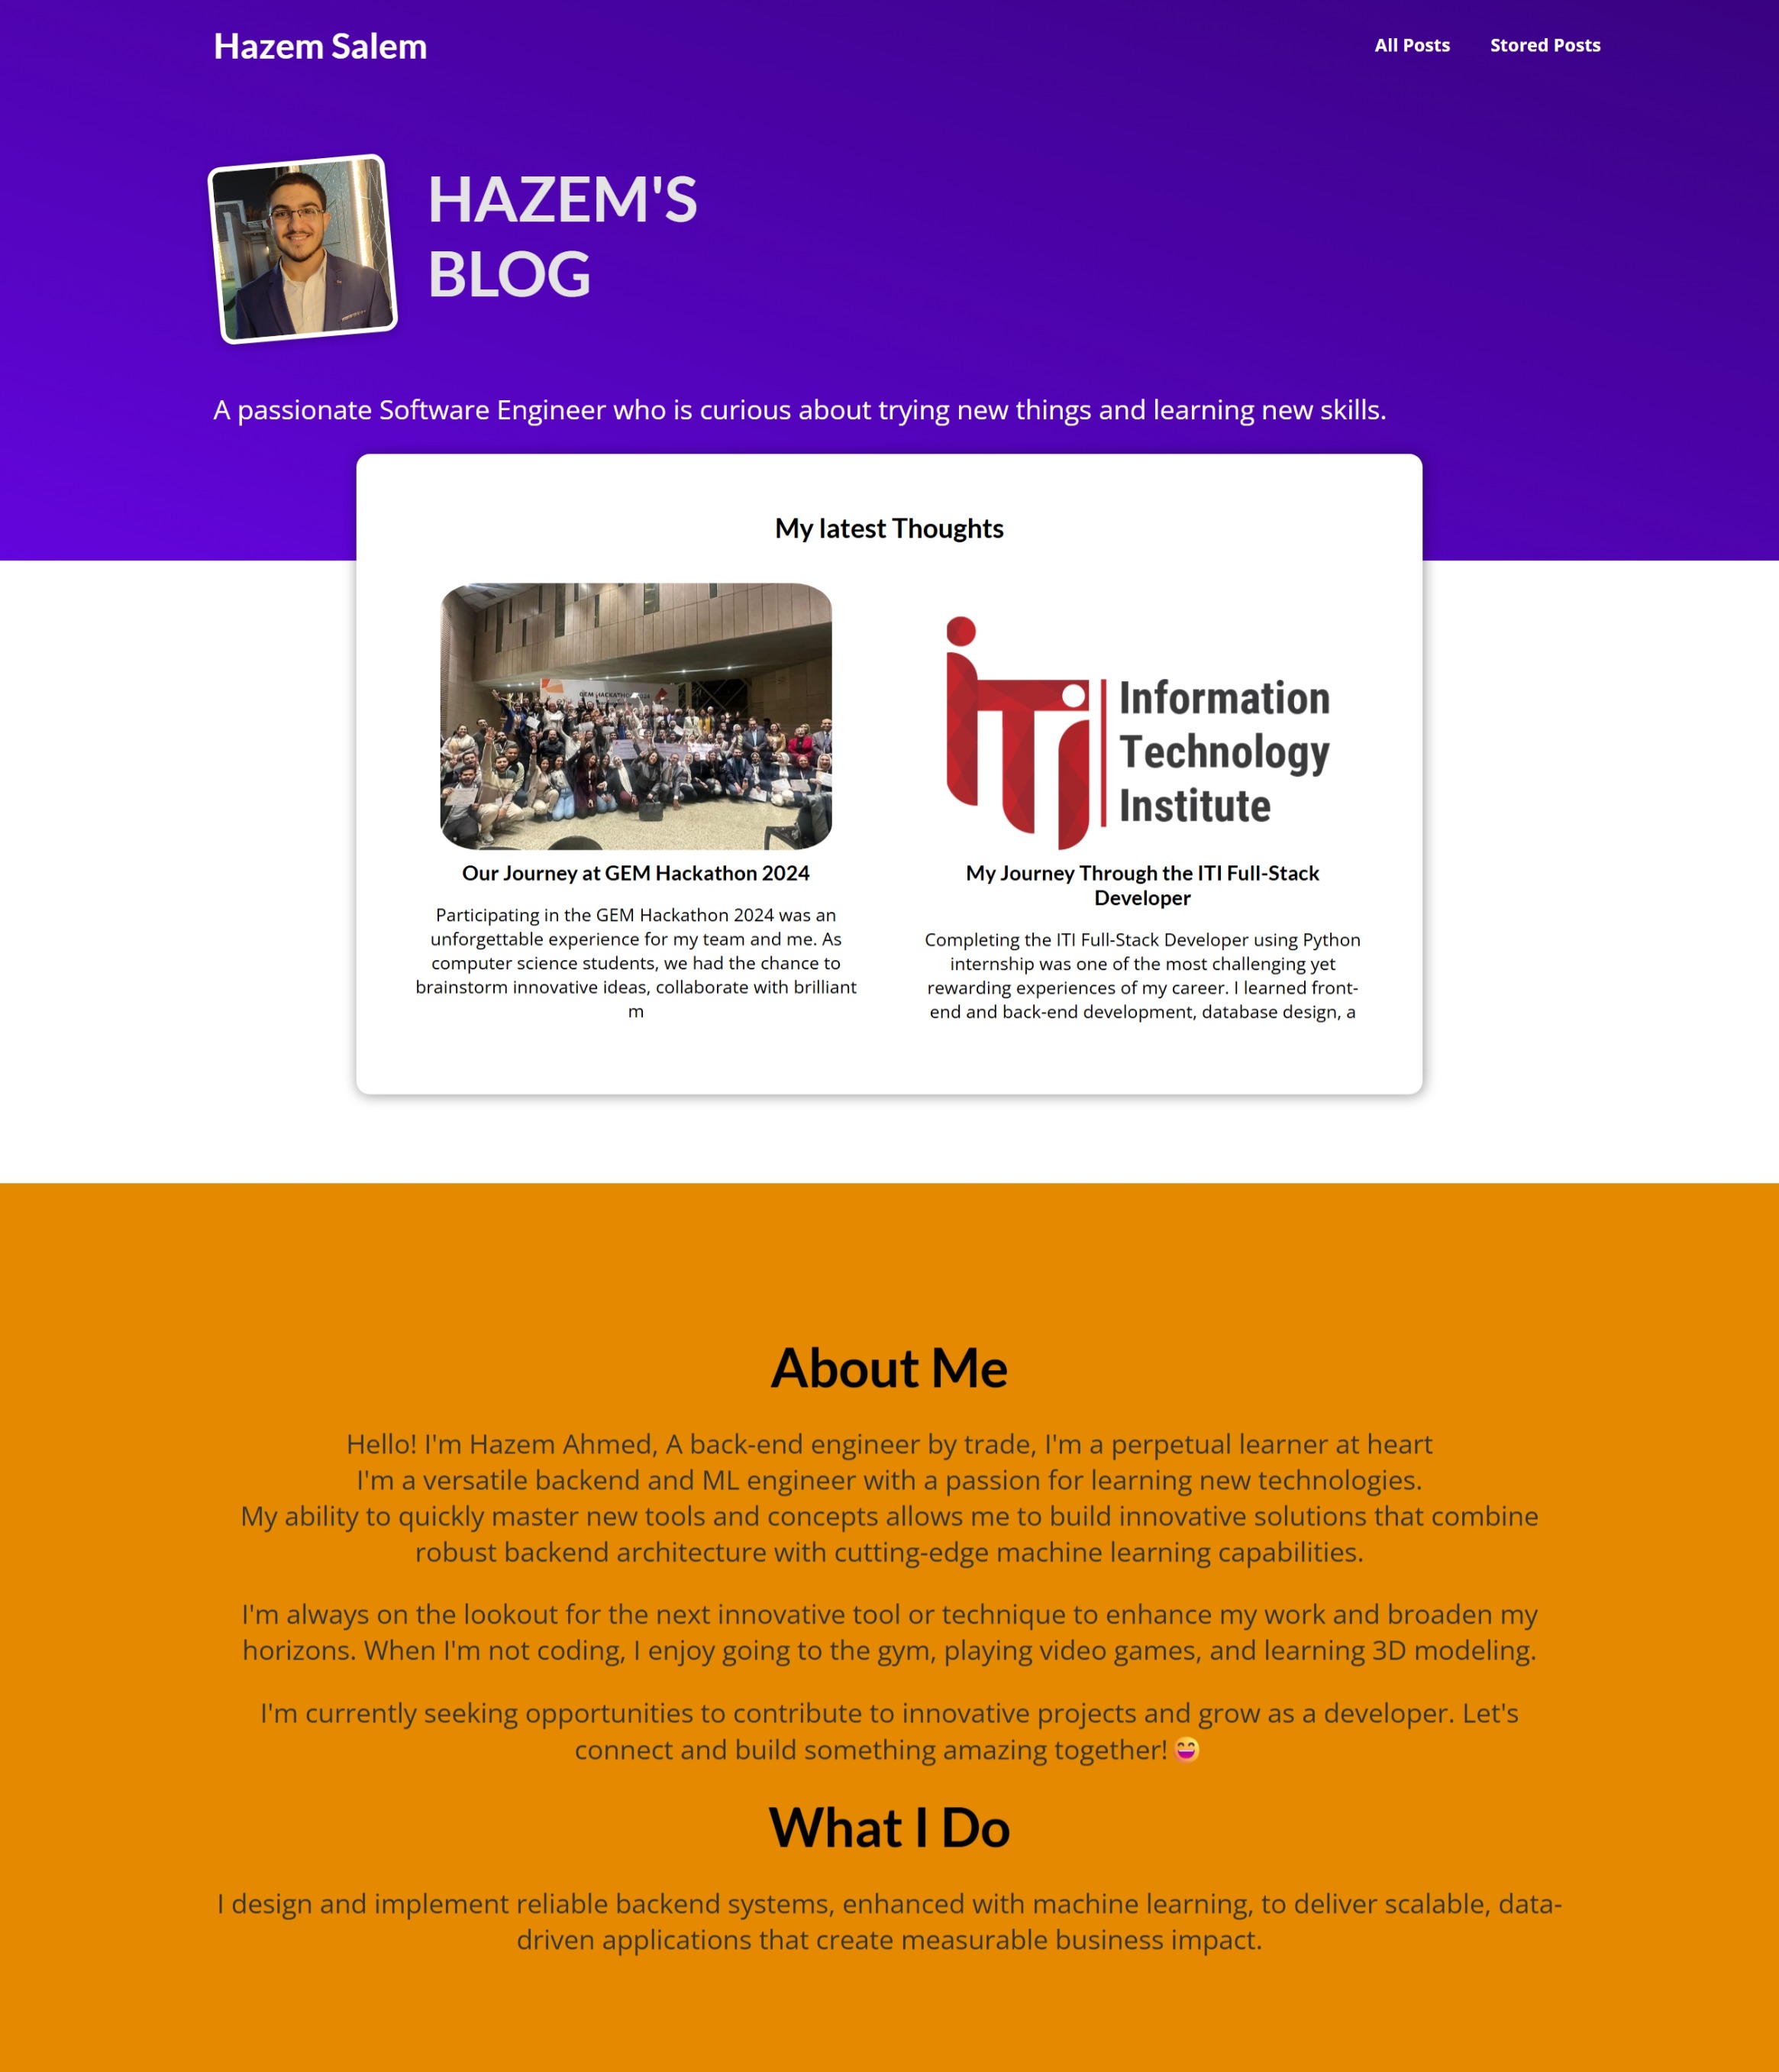 Hazem Salem
All Posts
Stored Posts
HAZEM'S
BLOG
A passionate Software Engineer who is curious about trying new things and learning new skills.
My latest Thoughts
GEM HACKATHON
Our Journey at GEM Hackathon 2024
Participating in the GEM Hackathon 2024 was an
unforgettable experience for my team and me. As
computer science students, we had the chance to
brainstorm innovative ideas, collaborate with brilliant
m
iTi
Information
Technology
Institute
My Journey Through the ITI Full-Stack
Developer
Completing the ITI Full-Stack Developer using Python
internship was one of the most challenging yet
rewarding experiences of my career. I learned front-
end and back-end development, database design, a
About Me
Hello! I'm Hazem Ahmed, A back-end engineer by trade, I'm a perpetual learner at heart
I'm a versatile backend and ML engineer with a passion for learning new technologies.
My ability to quickly master new tools and concepts allows me to build innovative solutions that combine
robust backend architecture with cutting-edge machine learning capabilities.
I'm always on the lookout for the next innovative tool or technique to enhance my work and broaden my
horizons. When I'm not coding, I enjoy going to the gym, playing video games, and learning 3D modeling.
I'm currently seeking opportunities to contribute to innovative projects and grow as a developer. Let's
connect and build something amazing together! 😄
What I Do
I design and implement reliable backend systems, enhanced with machine learning, to deliver scalable, data-
driven applications that create measurable business impact.